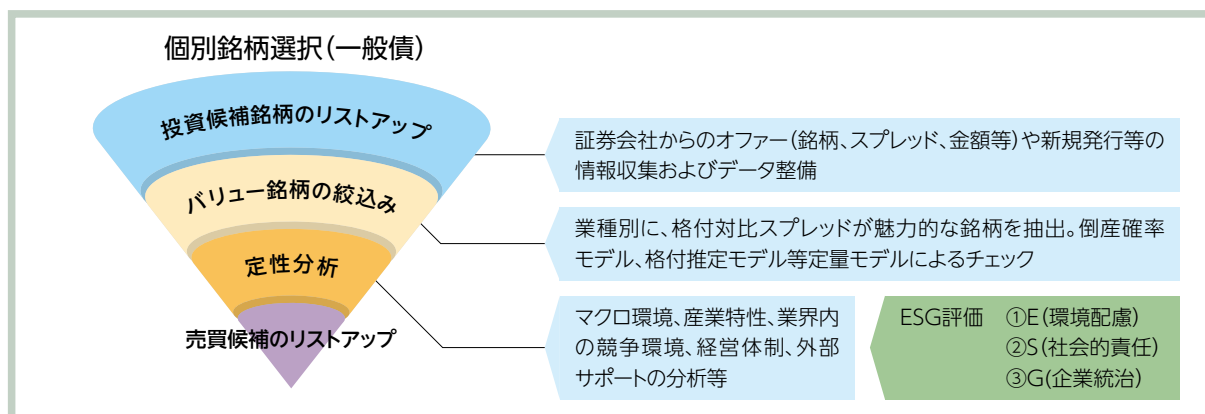 個別銘柄選択(一般債)
投資候補銘柄のリストアップ
証券会社からのオファー(銘柄、スプレッド、金額等)や新規発行等の
情報収集およびデータ整備
バリュー銘柄の絞込み
業種別に、格付対比スプレッドが魅力的な銘柄を抽出。倒産確率
モデル、格付推定モデル等定量モデルによるチェック
定性分析
マクロ環境、産業特性、業界内
の競争環境、経営体制、外部
サポートの分析等
ESG評価 ①E(環境配慮)
②S(社会的責任)
③G(企業統治)
売買候補のリストアップ